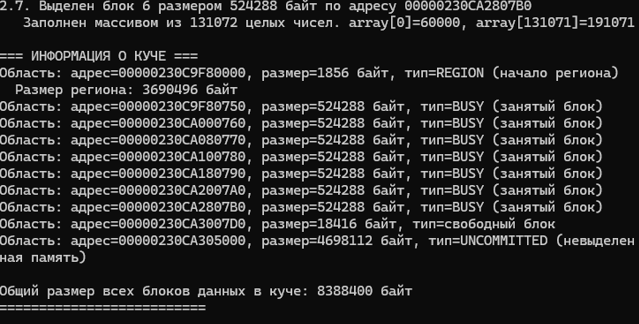 2.7. Выделен блок 6 размером 524288 байт по адресу 00000230CA2807B0
Заполнен массивом из 131072 целых чисел. array[0]=60000, array[131071]=191071
=== ИНФОРМАЦИЯ О КУЧЕ ===
Область: адрес=00000230C9F80000, размер=1856 байт, тип=REGION (начало региона)
Размер региона: 3690496 байт
Область: адрес=00000230C9F80750, размер=524288 байт, тип=BUSY (занятый блок)
Область: адрес=00000230CA000760, размер=524288 байт, тип=BUSY (занятый блок)
Область: адрес=00000230CA080770, размер=524288 байт, тип=BUSY (занятый блок)
Область: адрес=00000230CA100780, размер=524288 байт, тип=BUSY (занятый блок)
Область: адрес=00000230CA180790, размер=524288 байт, тип=BUSY (занятый блок)
Область: адрес=00000230CA2007A0, размер=524288 байт, тип=BUSY (занятый блок)
Область: адрес=00000230CA2807B0, размер=524288 байт, тип=BUSY (занятый блок)
Область: адрес=00000230CA3007D0, размер=18416 байт, тип=свободный блок
Область: адрес=00000230CA305000, размер=4698112 байт, тип=UNCOMMITTED (невыделен
ная память)
Общий размер всех блоков данных в куче: 8388400 байт
==========================